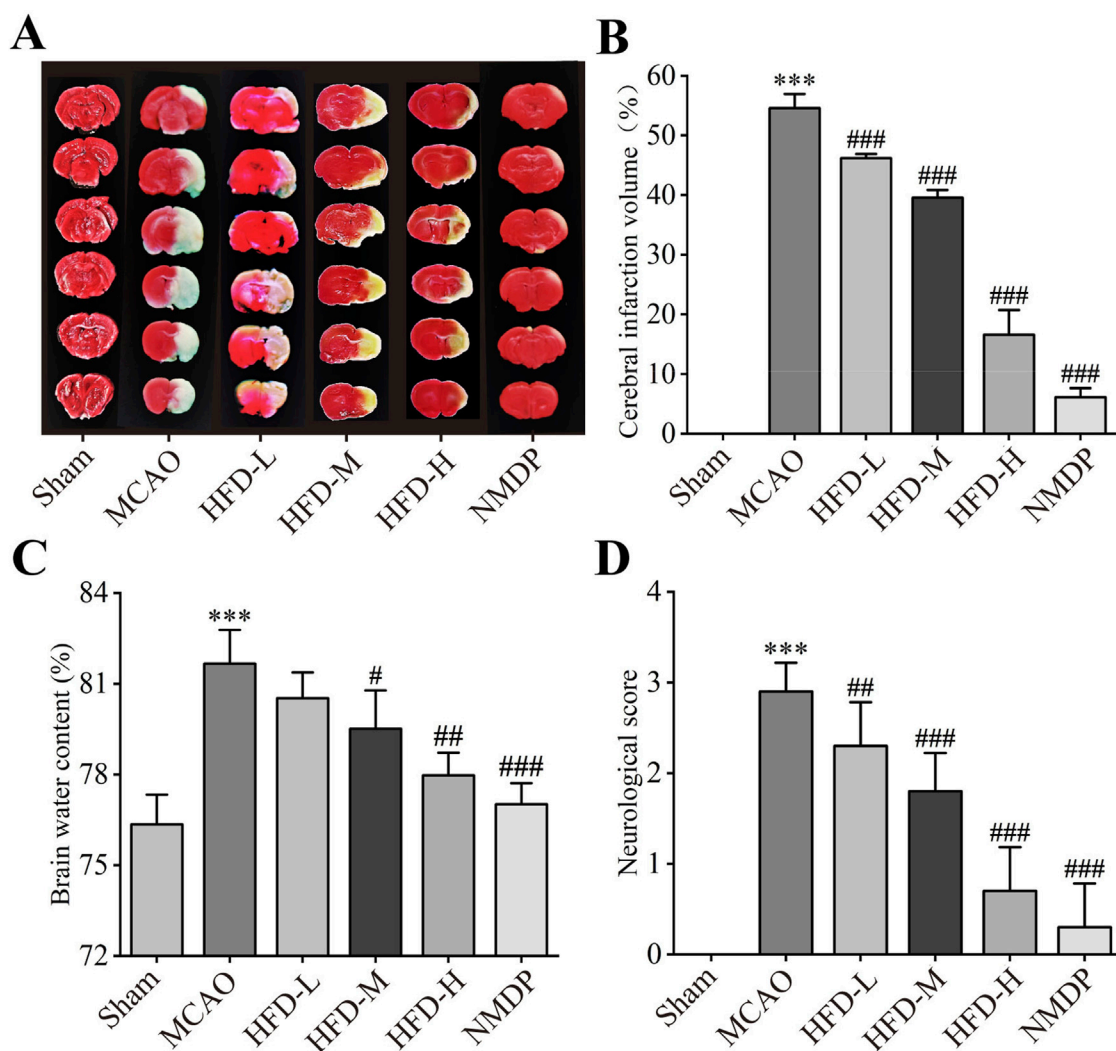 A
Sham
MCAO
HFD-L
HFD-M
HFD-H
NMDP
B
Cerebral infarction volume (%)
60
50
40
30
20
10
0
***
###
###
###
###
Sham
MCAO
HFD-L
HFD-M
HFD-H
NMDP
C
Brain water content (%)
84
81
78
75
72
***
#
##
###
Sham
MCAO
HFD-L
HFD-M
HFD-H
NMDP
D
Neurological score
4
3
2
1
0
***
##
###
###
###
Sham
MCAO
HFD-L
HFD-M
HFD-H
NMDP